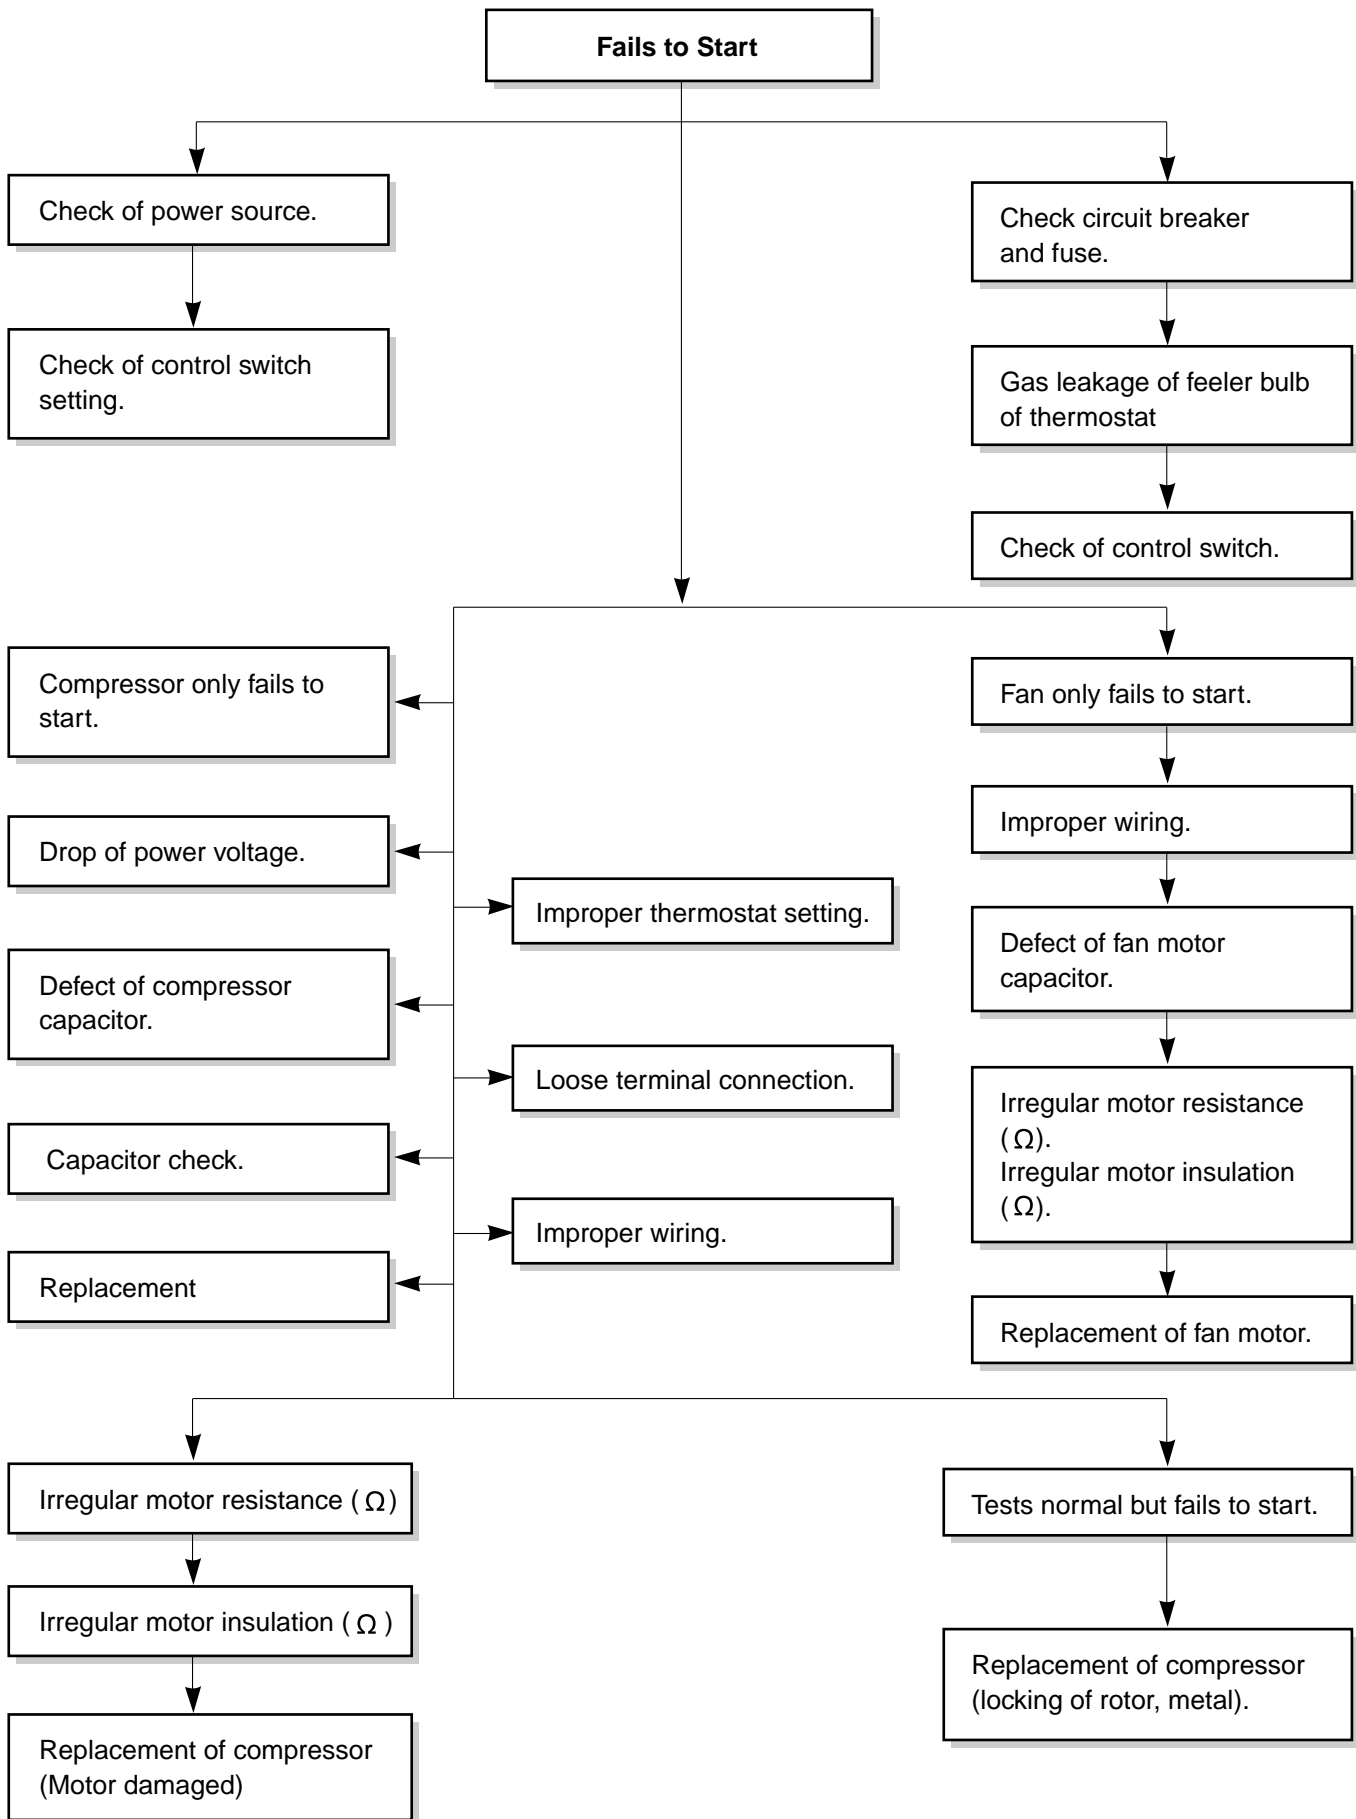 Fails to Start
Check of power source.
Check circuit breaker
and fuse.
Check of control switch
setting.
Gas leakage of feeler bulb
of thermostat
Check of control switch.
Compressor only fails to
start.
Fan only fails to start.
Drop of power voltage.
Improper wiring.
Improper thermostat setting.
Defect of fan motor
capacitor.
Defect of compressor
capacitor.
Loose terminal connection.
Irregular motor resistance
(Ω).
Irregular motor insulation
(Ω).
Capacitor check.
Improper wiring.
Replacement
Replacement of fan motor.
Irregular motor resistance (Ω)
Tests normal but fails to start.
Irregular motor insulation (Ω)
Replacement of compressor
(locking of rotor, metal).
Replacement of compressor
(Motor damaged)